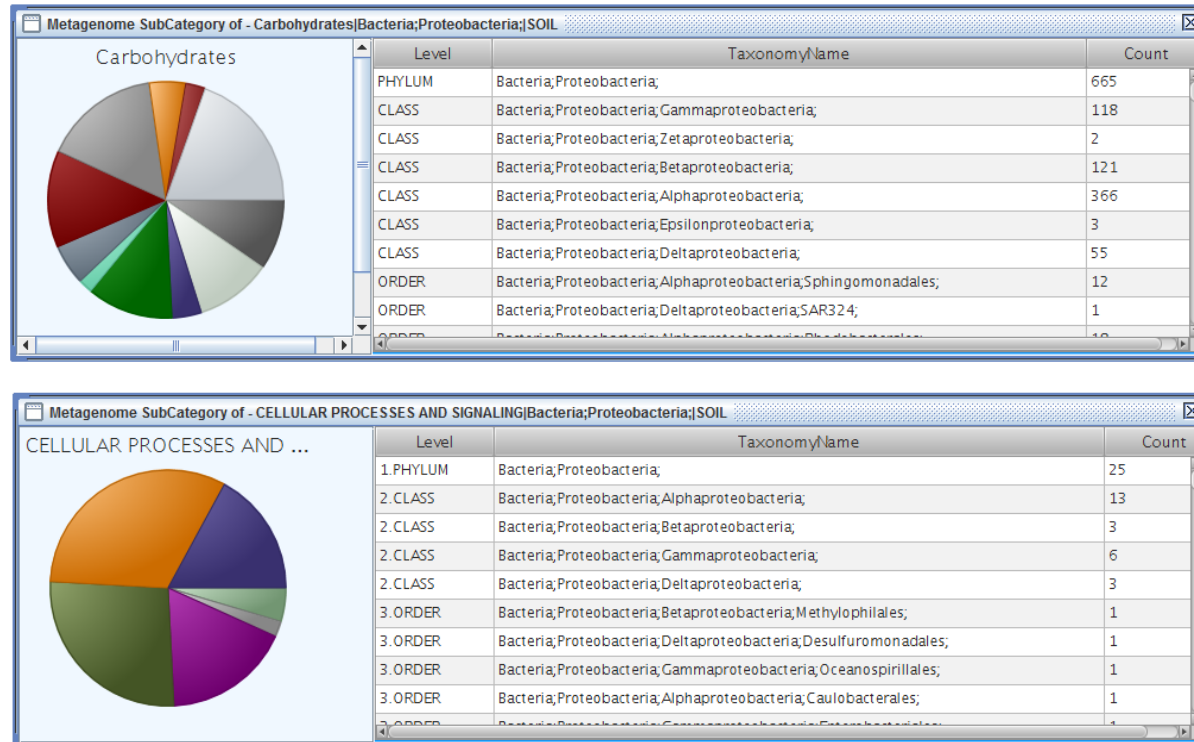 Metagenome SubCategory of - Carbohydrates|Bacteria;Proteobacteria;|SOIL
Carbohydrates
Level TaxonomyName Count
PHYLUM Bacteria;Proteobacteria; 665
CLASS Bacteria;Proteobacteria;Gammaproteobacteria; 118
CLASS Bacteria;Proteobacteria;Zetaproteobacteria; 2
CLASS Bacteria;Proteobacteria;Betaproteobacteria; 121
CLASS Bacteria;Proteobacteria;Alphaproteobacteria; 366
CLASS Bacteria;Proteobacteria;Epsilonproteobacteria; 3
CLASS Bacteria;Proteobacteria;Deltaproteobacteria; 55
ORDER Bacteria;Proteobacteria;Alphaproteobacteria;Sphingomonadales; 12
ORDER Bacteria;Proteobacteria;Deltaproteobacteria;SAR324; 1
Metagenome SubCategory of - CELLULAR PROCESSES AND SIGNALING|Bacteria;Proteobacteria;|SOIL
CELLULAR PROCESSES AND ...
Level TaxonomyName Count
1.PHYLUM Bacteria;Proteobacteria; 25
2.CLASS Bacteria;Proteobacteria;Alphaproteobacteria; 13
2.CLASS Bacteria;Proteobacteria;Betaproteobacteria; 3
2.CLASS Bacteria;Proteobacteria;Gammaproteobacteria; 6
2.CLASS Bacteria;Proteobacteria;Deltaproteobacteria; 3
3.ORDER Bacteria;Proteobacteria;Betaproteobacteria;Methylophilales; 1
3.ORDER Bacteria;Proteobacteria;Deltaproteobacteria;Desulfuromonadales; 1
3.ORDER Bacteria;Proteobacteria;Gammaproteobacteria;Oceanospirillales; 1
3.ORDER Bacteria;Proteobacteria;Alphaproteobacteria;Caulobacterales; 1